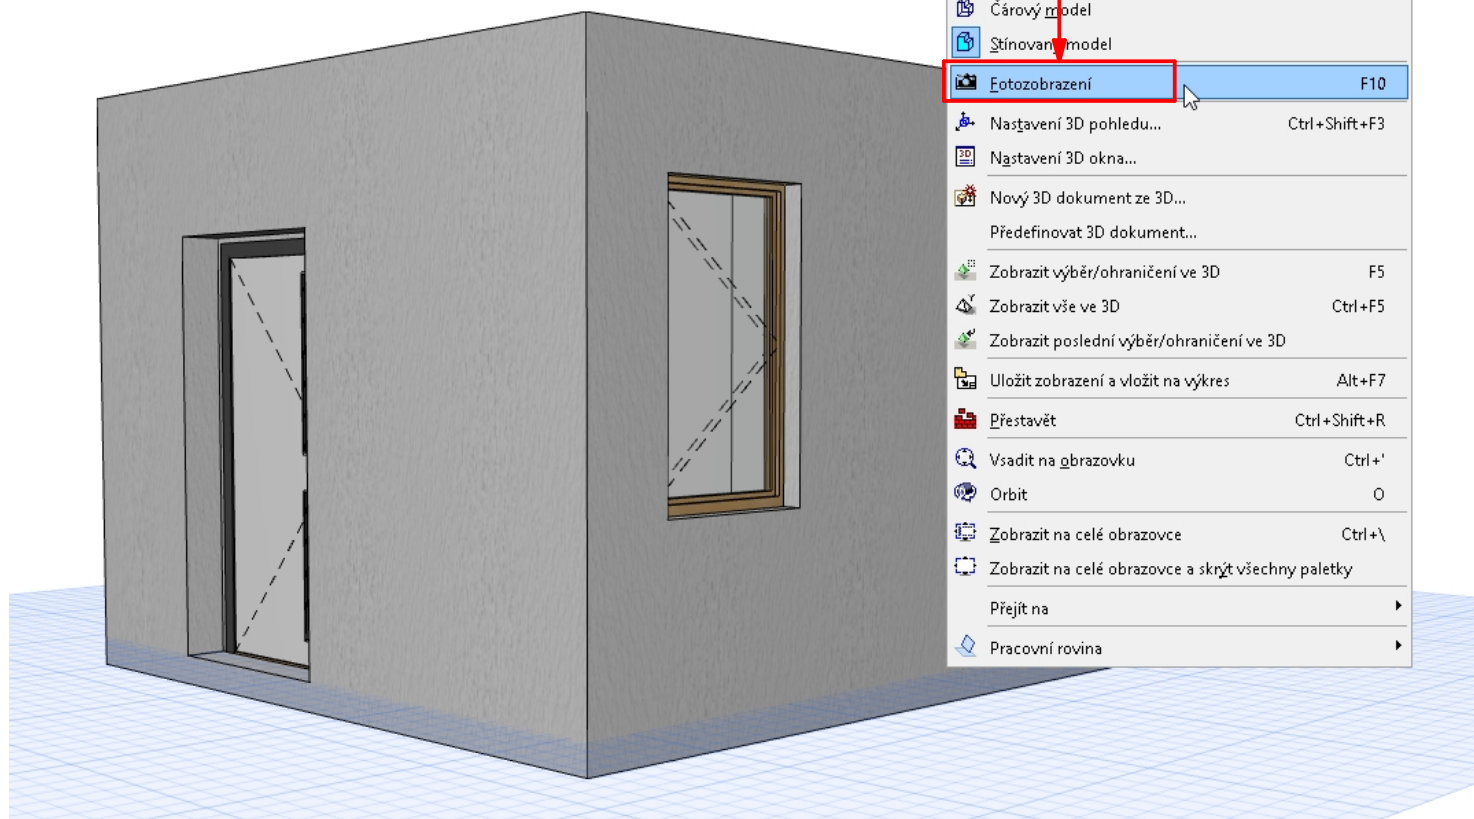 Čárový model
Stínovaný model
Fotozobrazení F10
Nastavení 3D pohledu... Ctrl+Shift+F3
Nastavení 3D okna...
Nový 3D dokument ze 3D...
Předefinovat 3D dokument...
Zobrazit výběr/ohraničení ve 3D F5
Zobrazit vše ve 3D Ctrl+F5
Zobrazit poslední výběr/ohraničení ve 3D
Uložit zobrazení a vložit na výkres Alt+F7
Přestavět Ctrl+Shift+R
Vsadit na obrazovku Ctrl+'
Orbit O
Zobrazit na celé obrazovce Ctrl+\
Zobrazit na celé obrazovce a skrýt všechny paletky
Přejít na
Pracovní rovina